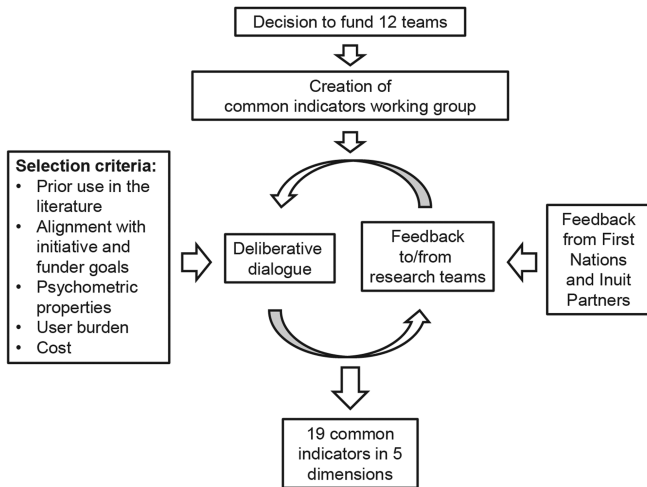 Decision to fund 12 teams
Creation of
common indicators working group
Selection criteria:
• Prior use in the
literature
• Alignment with
initiative and
funder goals
• Psychometric
properties
• User burden
• Cost
Deliberative
dialogue
Feedback
to/from
research teams
Feedback
from First
Nations
and Inuit
Partners
19 common
indicators in 5
dimensions